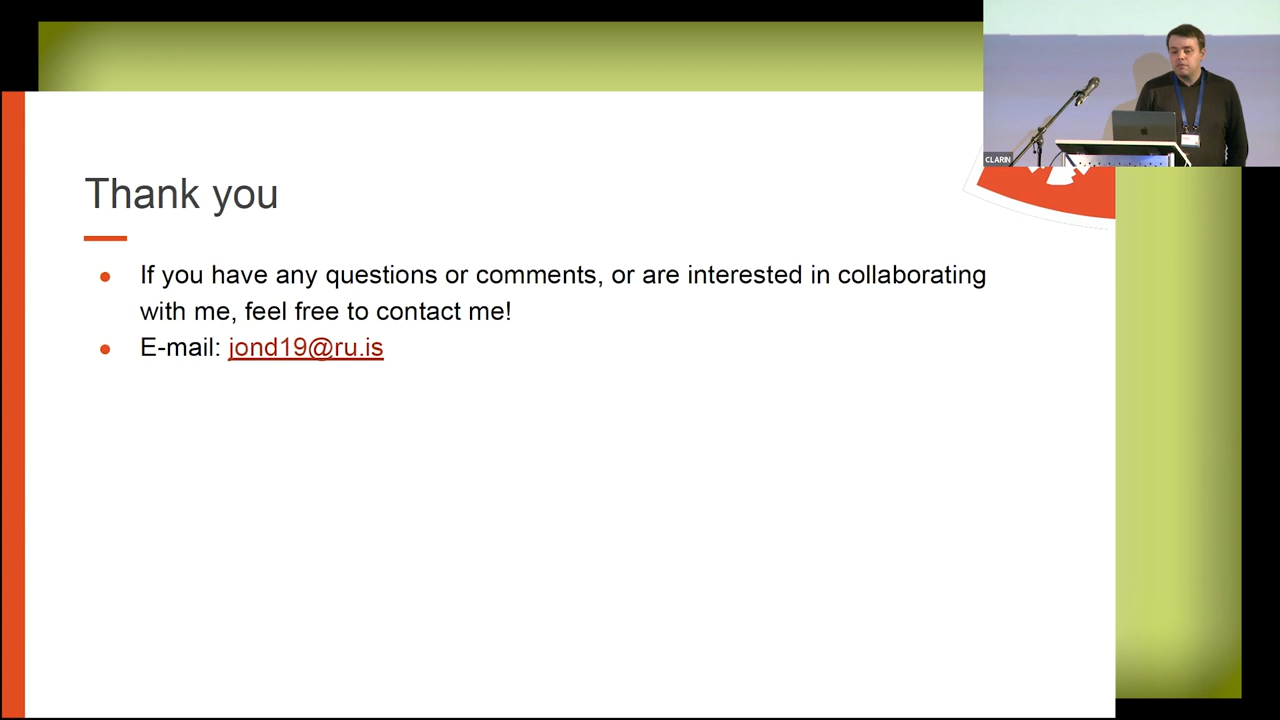 CLARIN
Thank you
If you have any questions or comments, or are interested in collaborating
with me, feel free to contact me!
E-mail: jond19@ru.is